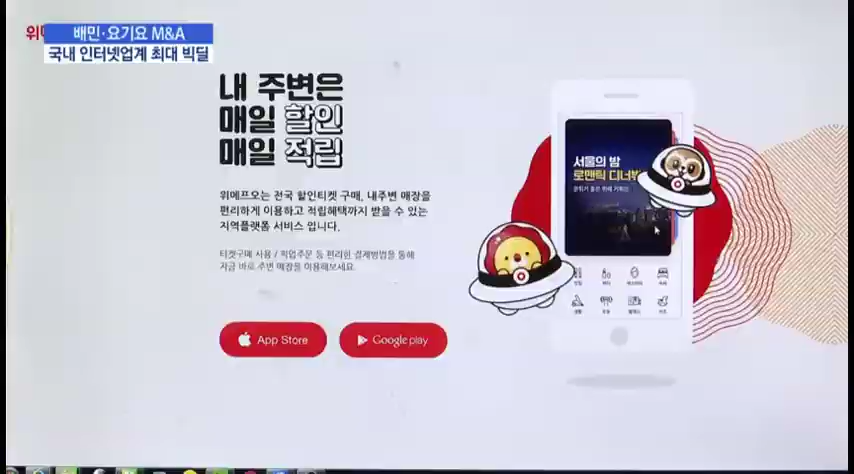 배민·요기요 M&A
국내 인터넷업계 최대 빅딜
내 주변은
매일 할인
매일 적립
위메프오는 전국 할인티켓 구매, 내주변 매장을
편리하게 이용하고 적립혜택까지 받을 수 있는
지역플랫폼 서비스 입니다.
티켓구매 사용 / 픽업주문 등 편리한 결제방법을 통해
지금 바로 주변 매장을 이용해보세요.
App Store
Google play
서울의 밤
로맨틱 디너뷔